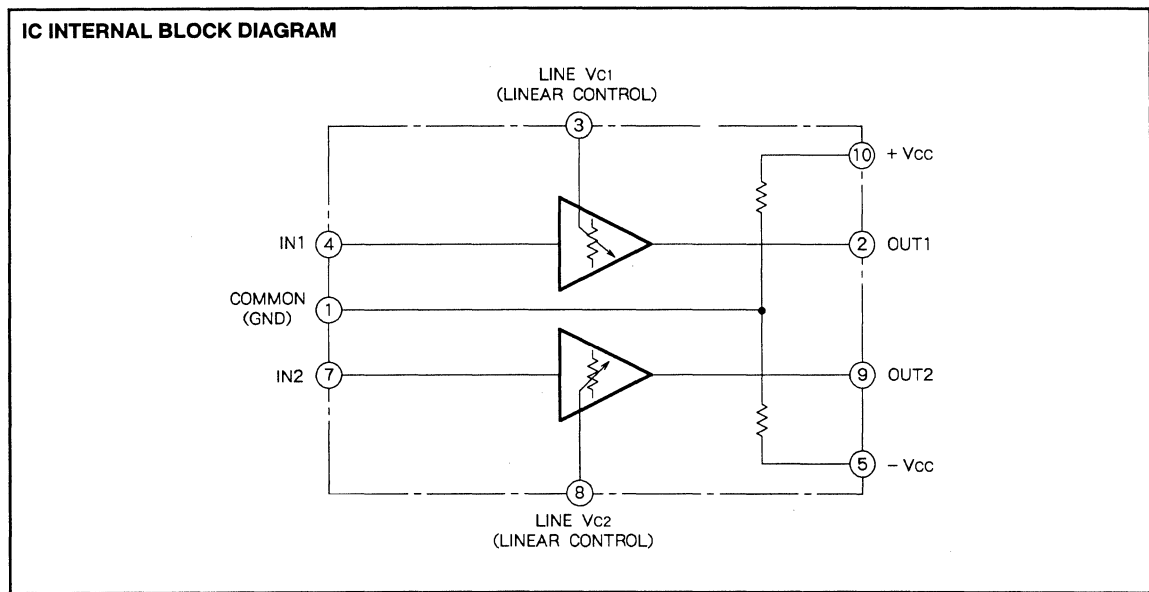 IC INTERNAL BLOCK DIAGRAM
LINE VC1
(LINEAR CONTROL)
3
10 + VCC
IN1 4
2 OUT1
COMMON
(GND)
1
IN2 7
9 OUT2
5 − VCC
8
LINE VC2
(LINEAR CONTROL)